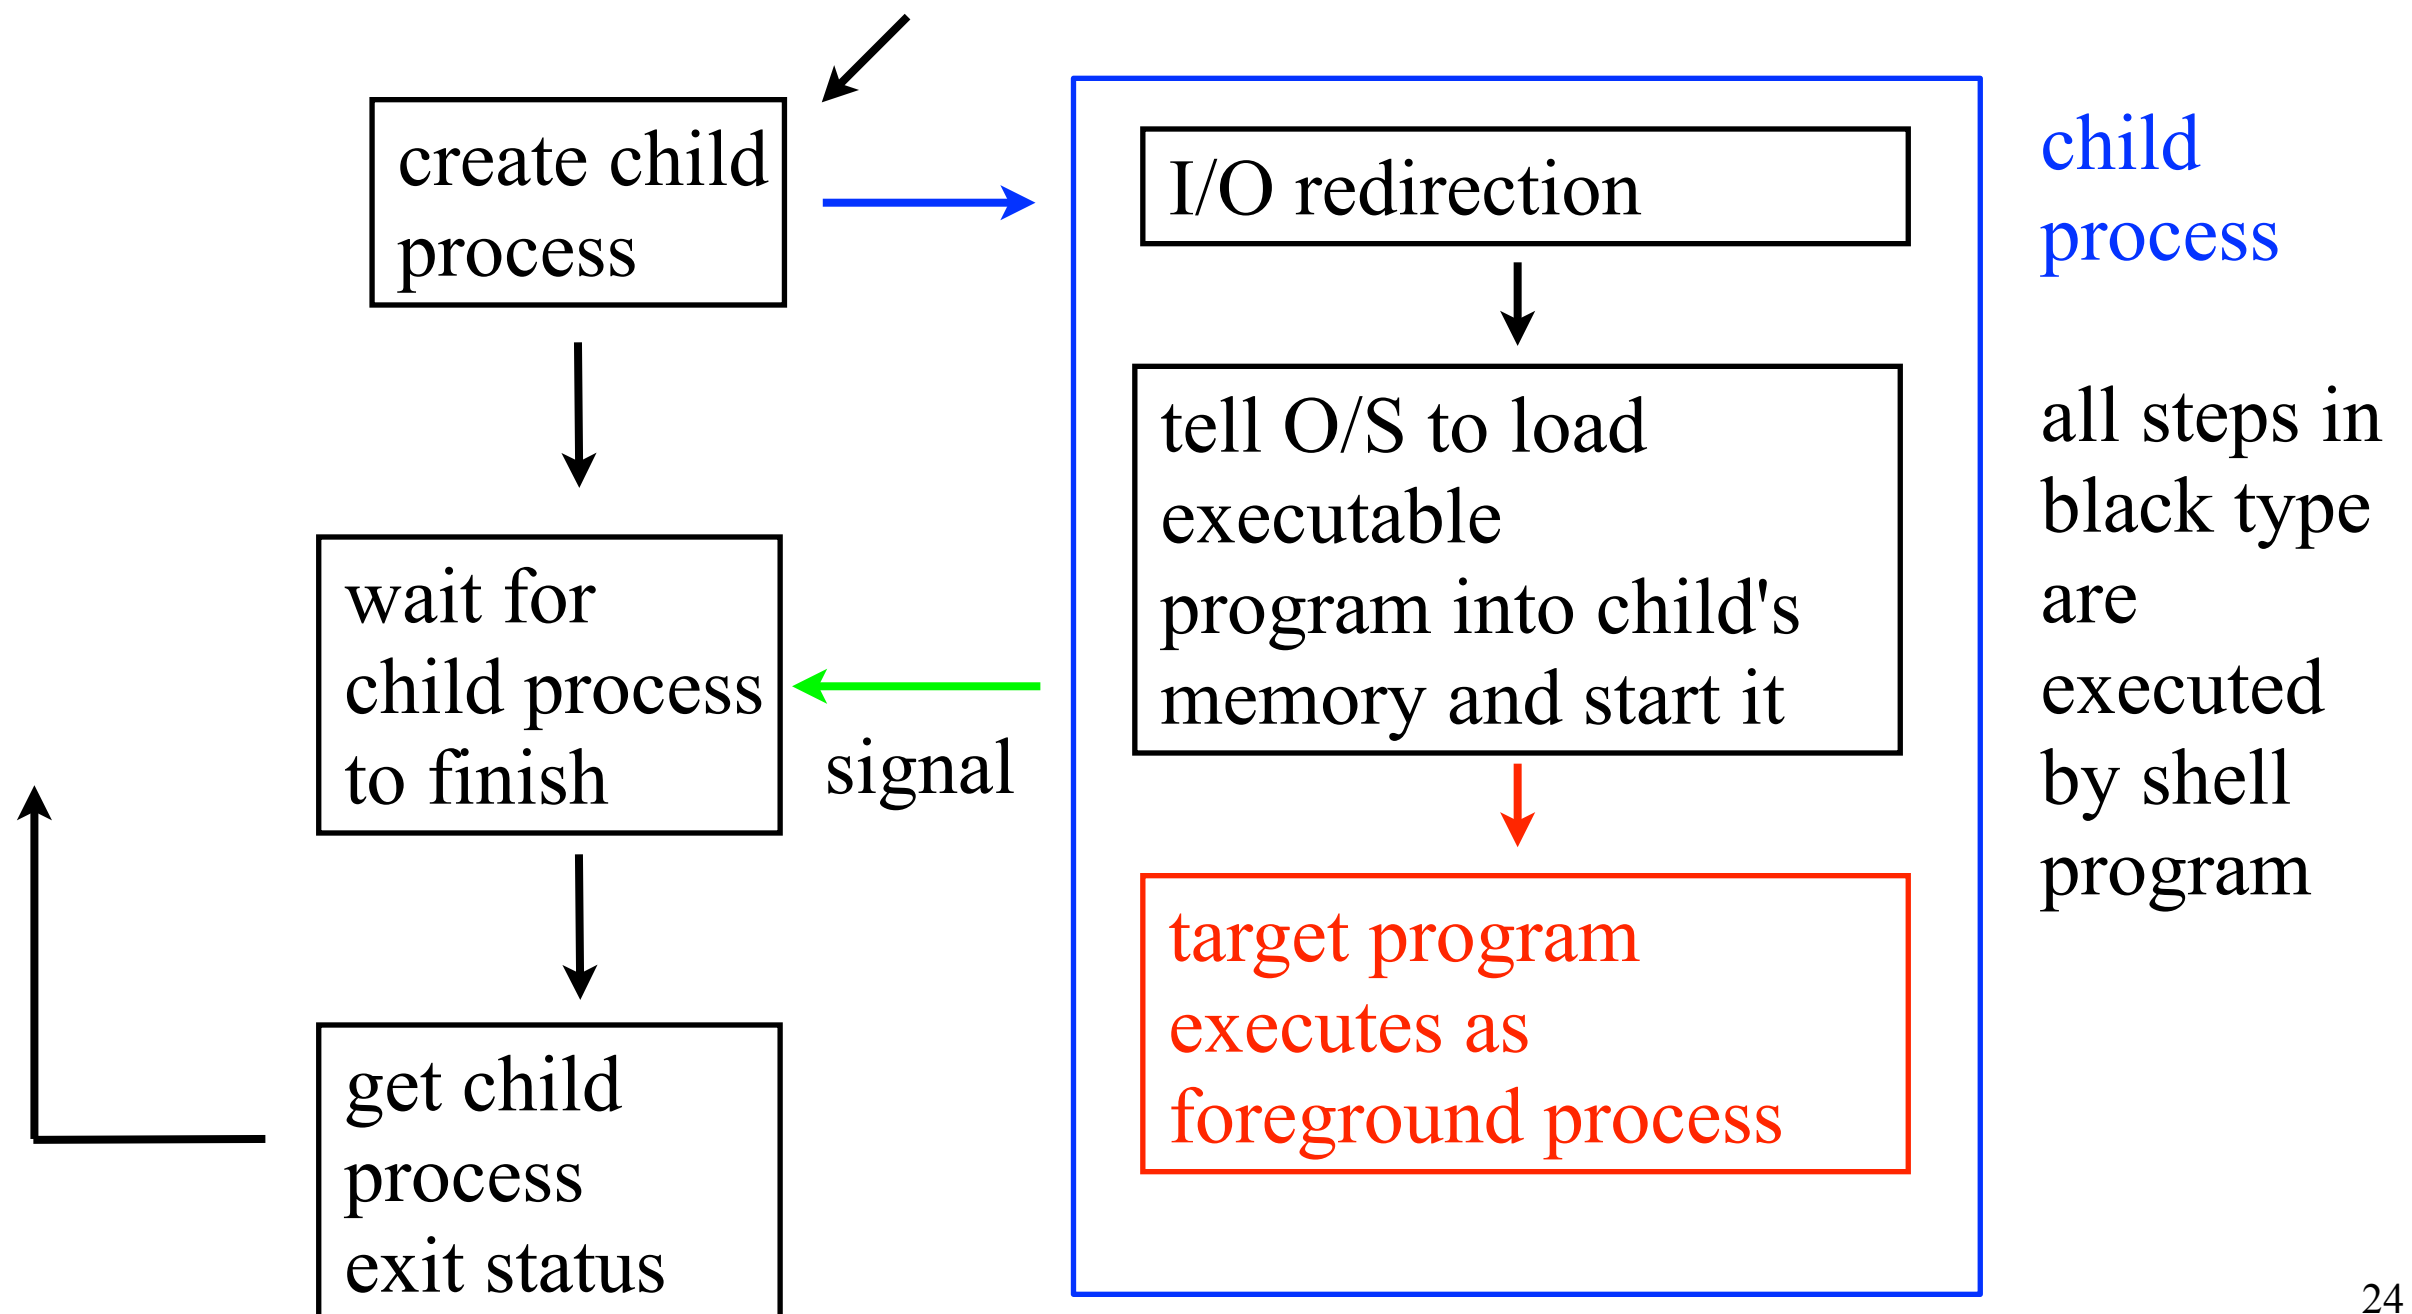 create child
process
I/O redirection
child
process
tell O/S to load
executable
program into child's
memory and start it
all steps in
black type
are
executed
by shell
program
wait for
child process
to finish
signal
target program
executes as
foreground process
get child
process
exit status
24